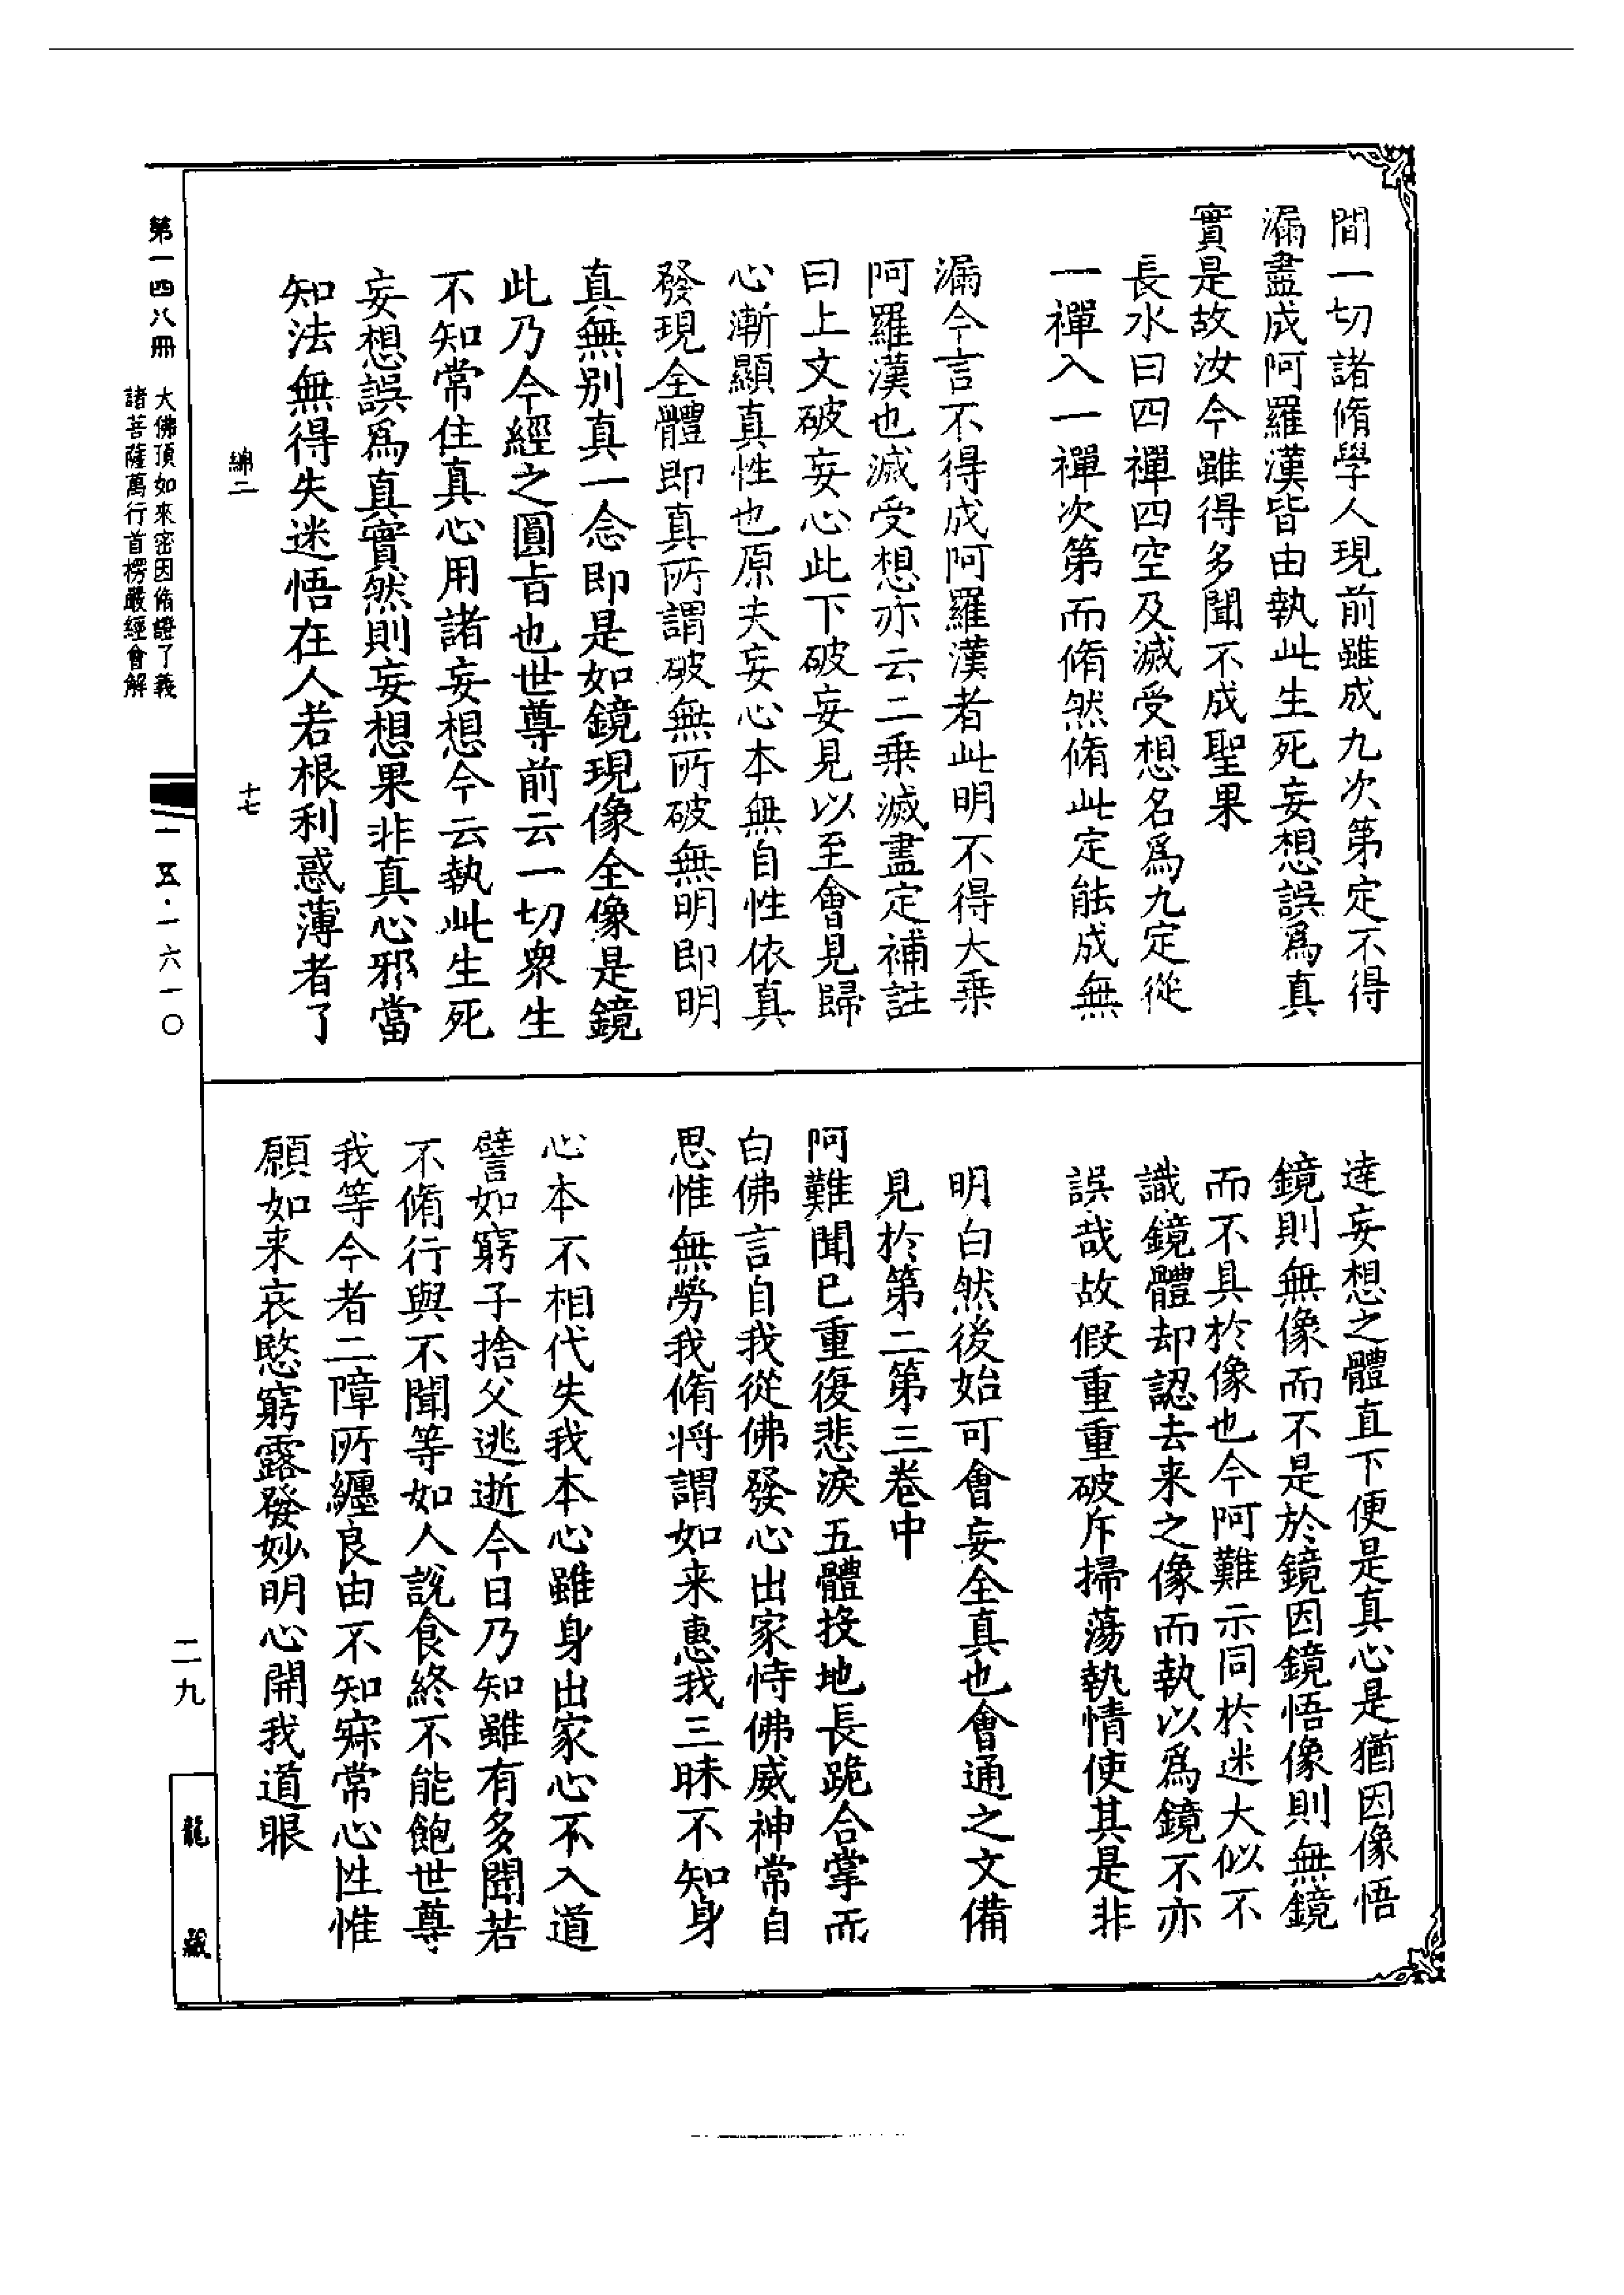 間一切諸脩學人現前雖成九次第定不得
漏盡成阿羅漢皆由執此生死妄想誤為真
實是故汝今雖得多聞不成聖果
長水曰四禪四空及滅受想名為九定從
一禪入一禪次第而脩然脩此定能成無
漏今言不得成阿羅漢者此明不得大乘
阿羅漢也滅受想亦云二乘滅盡定補註
曰上文破妄心此下破妄見以至會見歸
心漸顯真性也原夫妄心本無自性依真
發現全體即真所謂破無所破無明即明
真無别真一念即是如鏡現像全像是鏡
此乃今經之圓旨也世尊前云一切眾生
不知常住真心用諸妄想今云執此生死
妄想誤為真實然則妄想果非真心邪當
知法無得失迷悟在人若根利惑薄者了
綿二
十七
達妄想之體直下便是真心是猶因像悟
鏡則無像而不是於鏡因鏡悟像則無鏡
而不具於像也今阿難示同於迷大似不
識鏡體却認去来之像而執以為鏡不亦
誤哉故假重重破斥掃蕩執情使其是非
明白然後始可會妄全真也會通之文備
見於第二第三卷中
阿難聞已重復悲淚五體投地長跪合掌而
白佛言自我從佛發心出家恃佛威神常自
思惟無勞我脩将謂如来惠我三昧不知身
心本不相代失我本心雖身出家心不入道
譬如窮子捨父逃逝今日乃知雖有多聞若
不脩行與不聞等如人説食終不能飽世尊
我等今者二障所纏良由不知寂常心性惟
願如来哀愍窮露發妙明心開我道眼
第一四八冊
大佛頂如來密因脩證了義
諸菩薩萬行首楞嚴經會解
一五·一六一〇
二九
龍藏